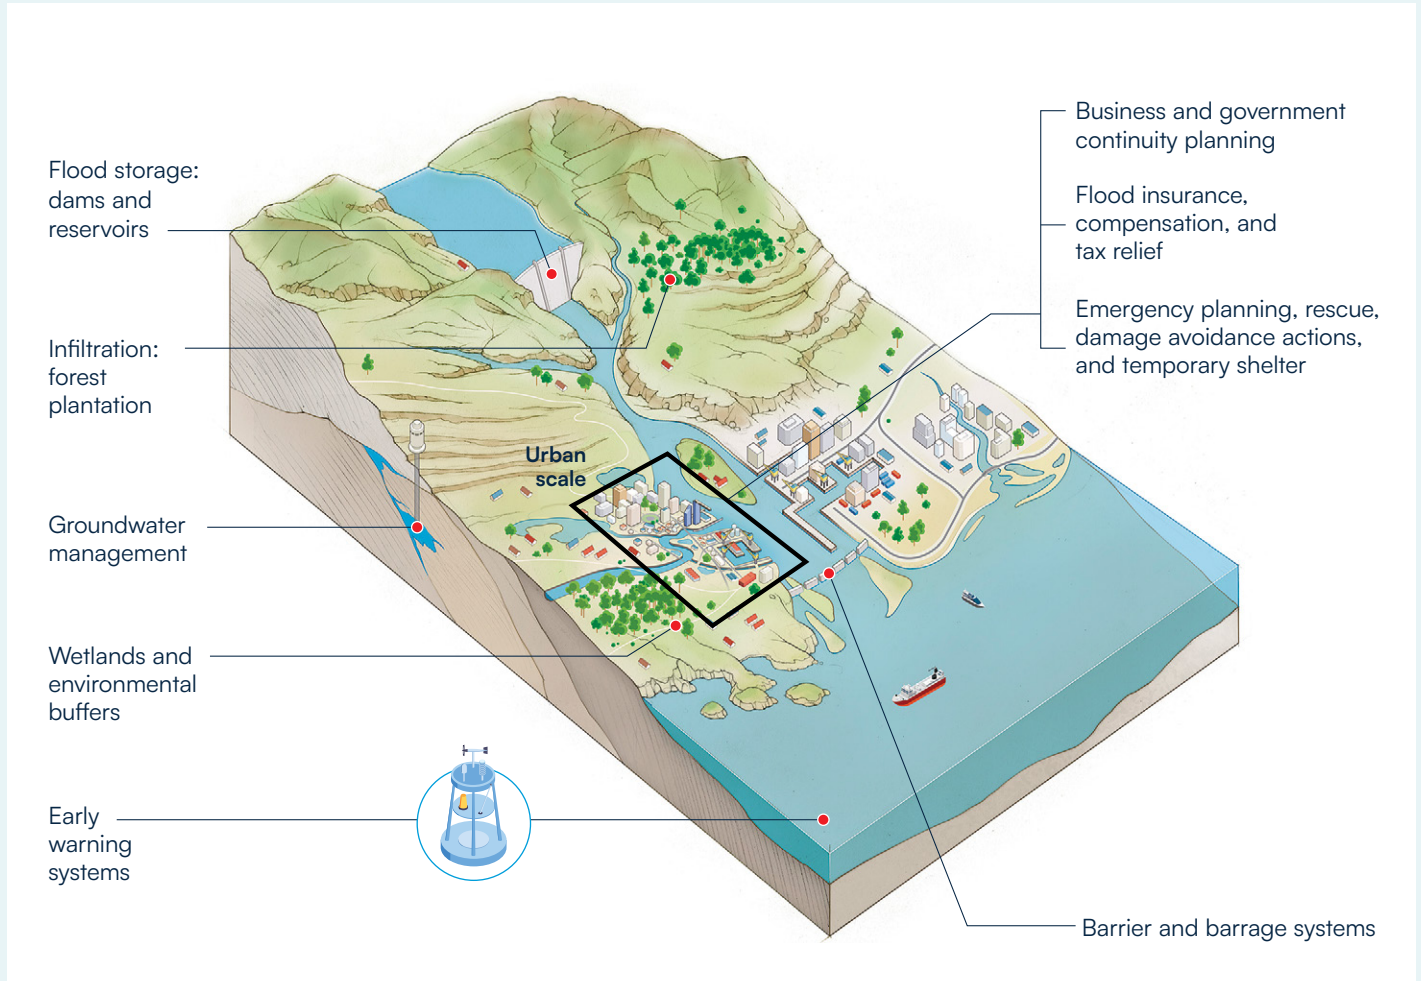 Flood storage:
dams and
reservoirs
Infiltration:
forest
plantation
Groundwater
management
Wetlands and
environmental
buffers
Early
warning
systems
Urban
scale
Business and government
continuity planning
Flood insurance,
compensation, and
tax relief
Emergency planning, rescue,
damage avoidance actions,
and temporary shelter
Barrier and barrage systems